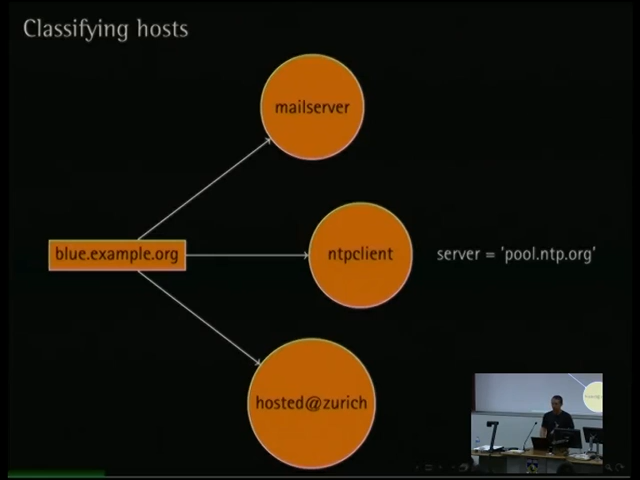 Classifying hosts
mailserver
blue.example.org
ntpclient
server = 'pool.ntp.org'
hosted@zurich